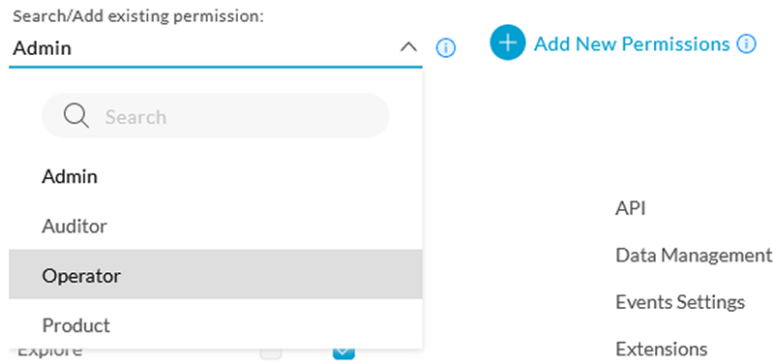 Search/Add existing permission:
Admin
Add New Permissions
Search
Admin
Auditor
Operator
Product
Explore
API
Data Management
Events Settings
Extensions